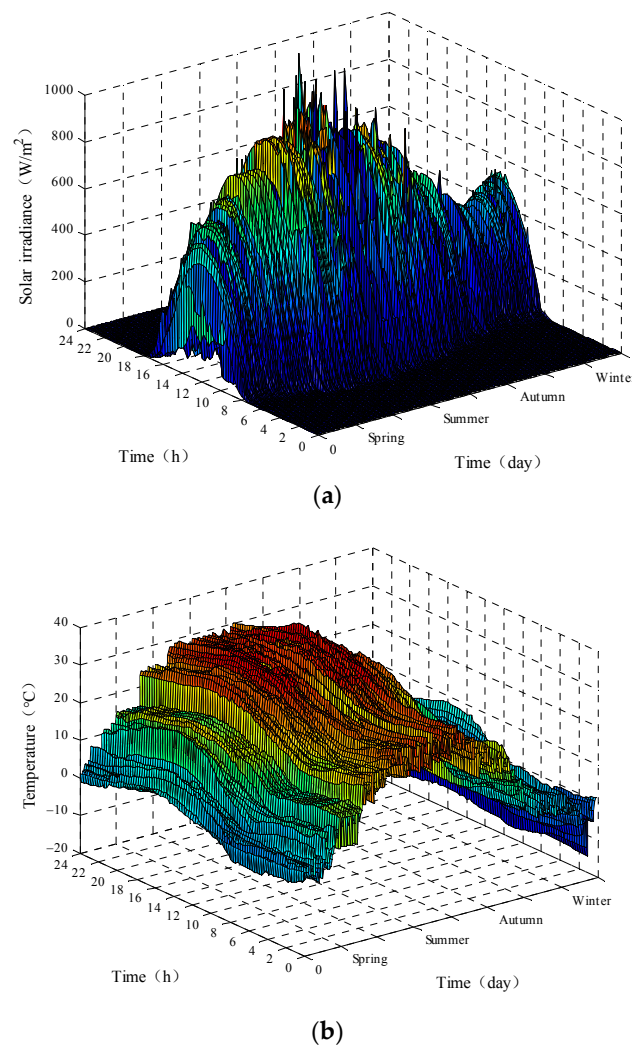 1000
800
600
400
200
0
Solar irradiance（W/m²）
24
22
20
18
16
14
12
10
8
6
4
2
0
Time（h）
0
Spring
Summer
Autumn
Winter
Time（day）
(a)
40
30
20
10
0
−10
−20
Temperature（°C）
24
22
20
18
16
14
12
10
8
6
4
2
0
Time（h）
0
Spring
Summer
Autumn
Winter
Time（day）
(b)